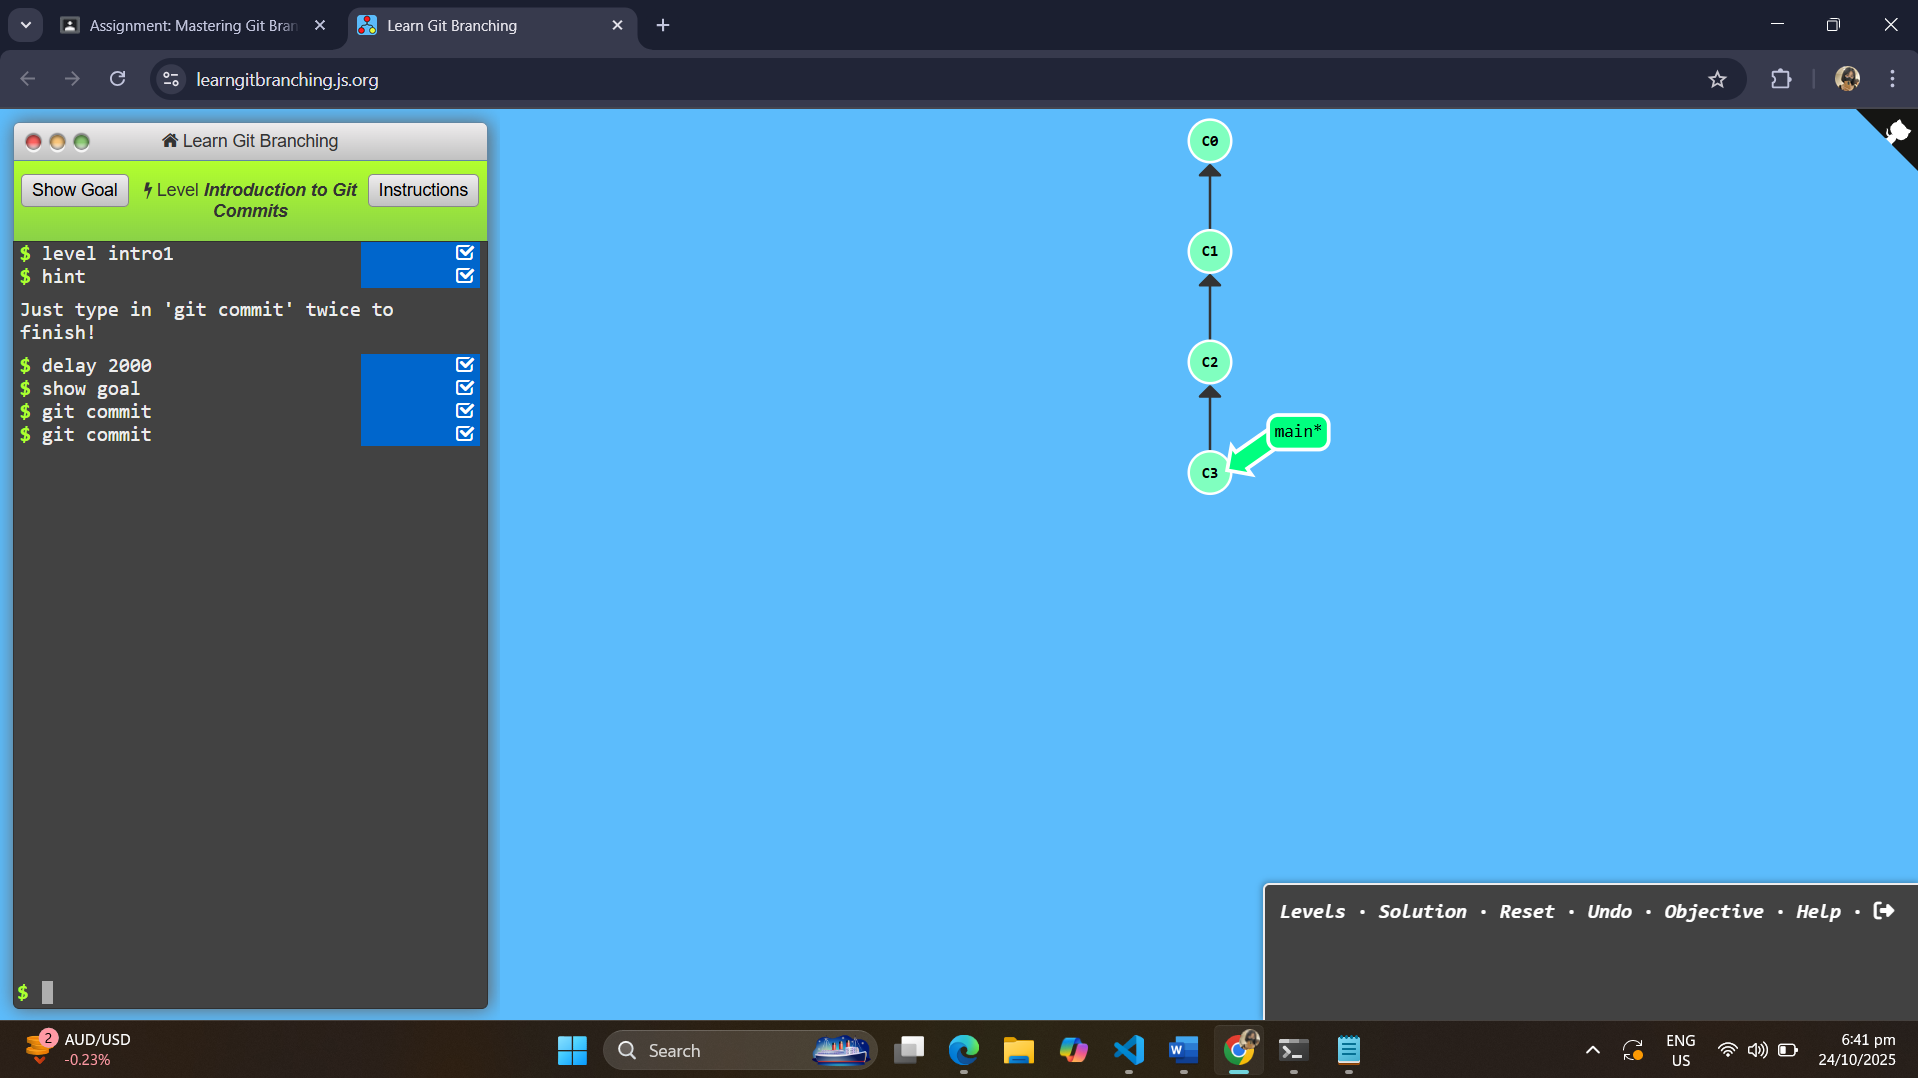 Assignment: Mastering Git Bran
Learn Git Branching
learngitbranching.js.org
Learn Git Branching
Show Goal
Level Introduction to Git
Commits
Instructions
$ level intro1
$ hint
Just type in 'git commit' twice to
finish!
$ delay 2000
$ show goal
$ git commit
$ git commit
$
C0
C1
C2
main*
C3
Levels · Solution · Reset · Undo · Objective · Help ·
2
AUD/USD
-0.23%
Search
W
ENG
US
6:41 pm
24/10/2025